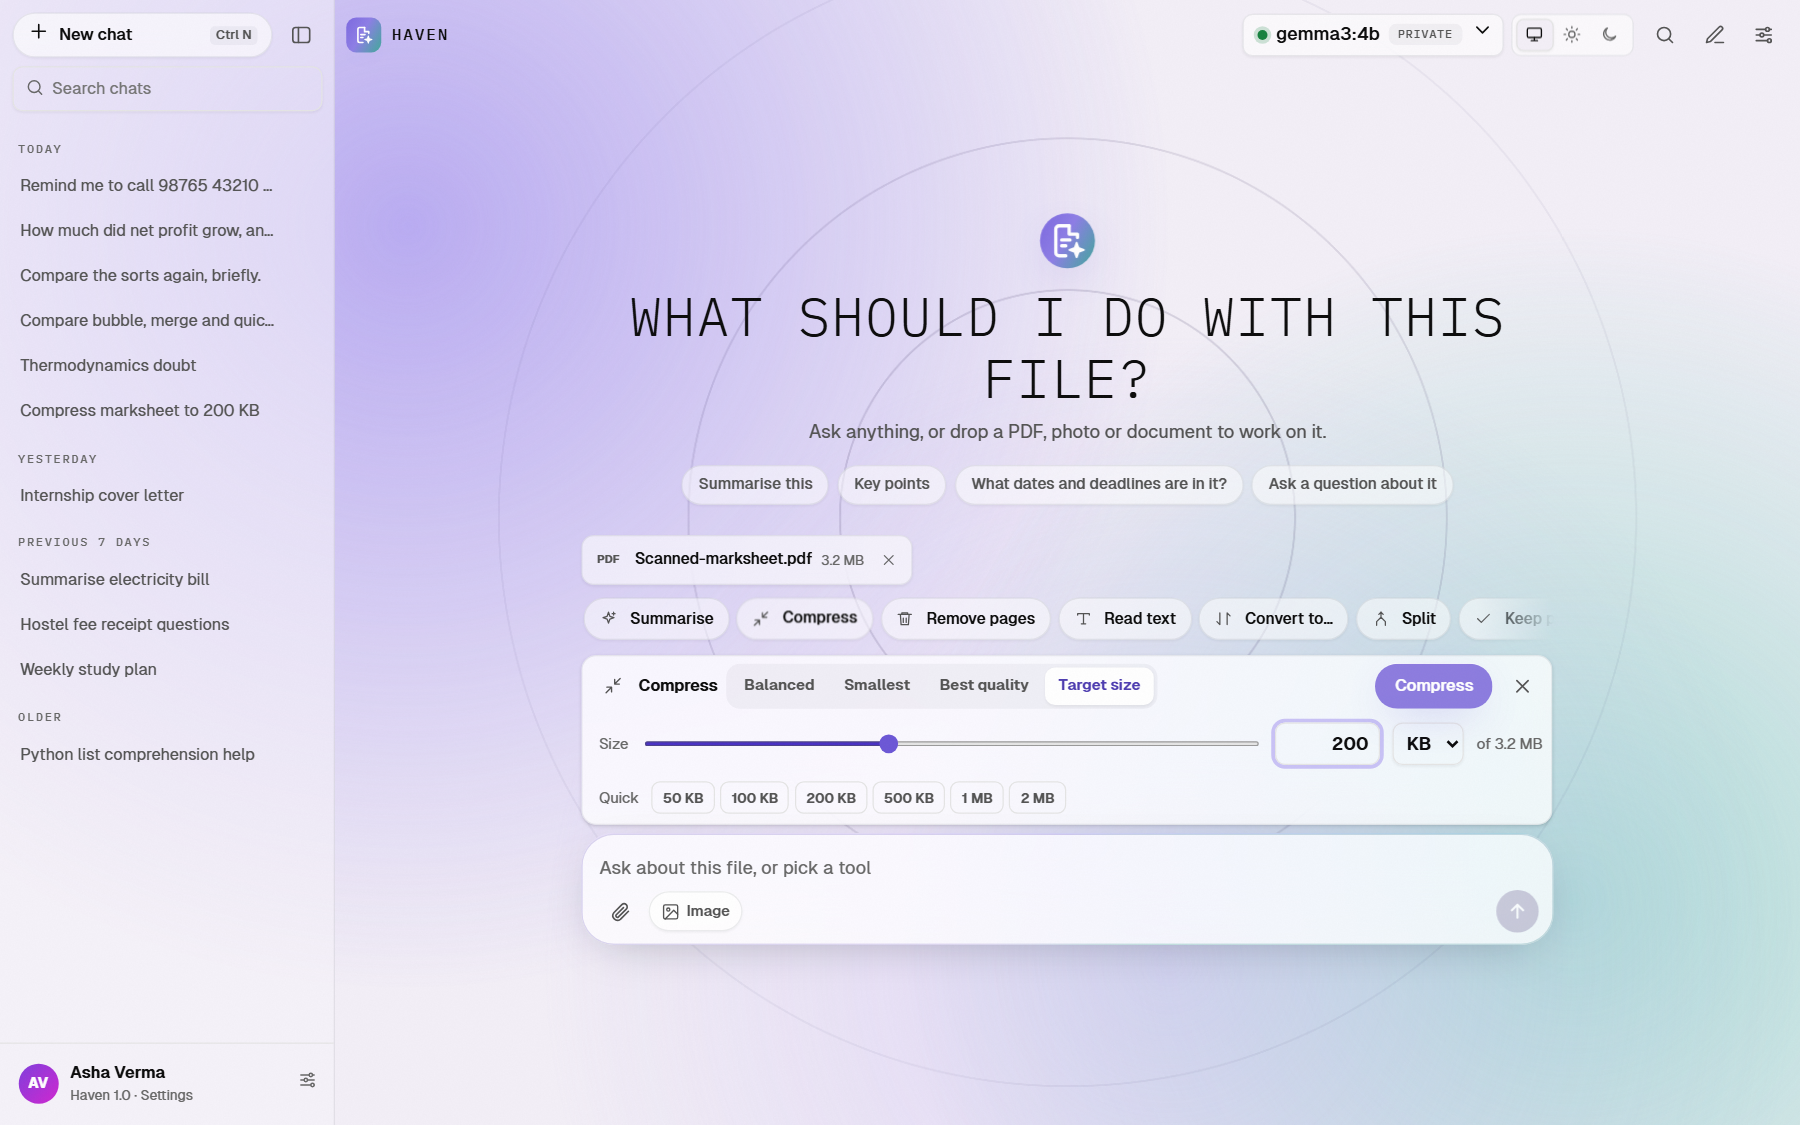 New chat
Ctrl N
HAVEN
gemma3:4b
PRIVATE
Search chats
TODAY
Remind me to call 98765 43210 ...
How much did net profit grow, an...
Compare the sorts again, briefly.
Compare bubble, merge and quic...
Thermodynamics doubt
Compress marksheet to 200 KB
YESTERDAY
Internship cover letter
PREVIOUS 7 DAYS
Summarise electricity bill
Hostel fee receipt questions
Weekly study plan
OLDER
Python list comprehension help
AV
Asha Verma
Haven 1.0 · Settings
WHAT SHOULD I DO WITH THIS
FILE?
Ask anything, or drop a PDF, photo or document to work on it.
Summarise this
Key points
What dates and deadlines are in it?
Ask a question about it
PDF Scanned-marksheet.pdf 3.2 MB
Summarise
Compress
Remove pages
Read text
Convert to...
Split
Keep
Compress
Balanced
Smallest
Best quality
Target size
Compress
Size
200
KB
of 3.2 MB
Quick
50 KB
100 KB
200 KB
500 KB
1 MB
2 MB
Ask about this file, or pick a tool
Image